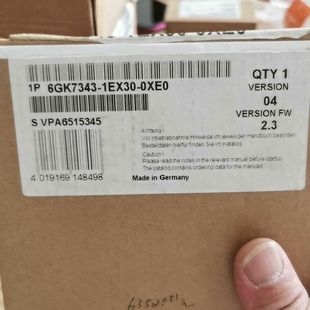 1P 6GK7343-1EX30-0XE0
QTY 1
VERSION
04
VERSION FW
2.3
S VPA6515345
Achtung !
Vor Inbetriebnahme Hinweise im jeweiligen Handbuch beachten.
Bestelldaten hierfür finden Sie im Katalog.
Caution !
Please read the notes in the relevant manual before startup.
The catalog contains ordering data for the manuals.
4 019169 148498
Made in Germany